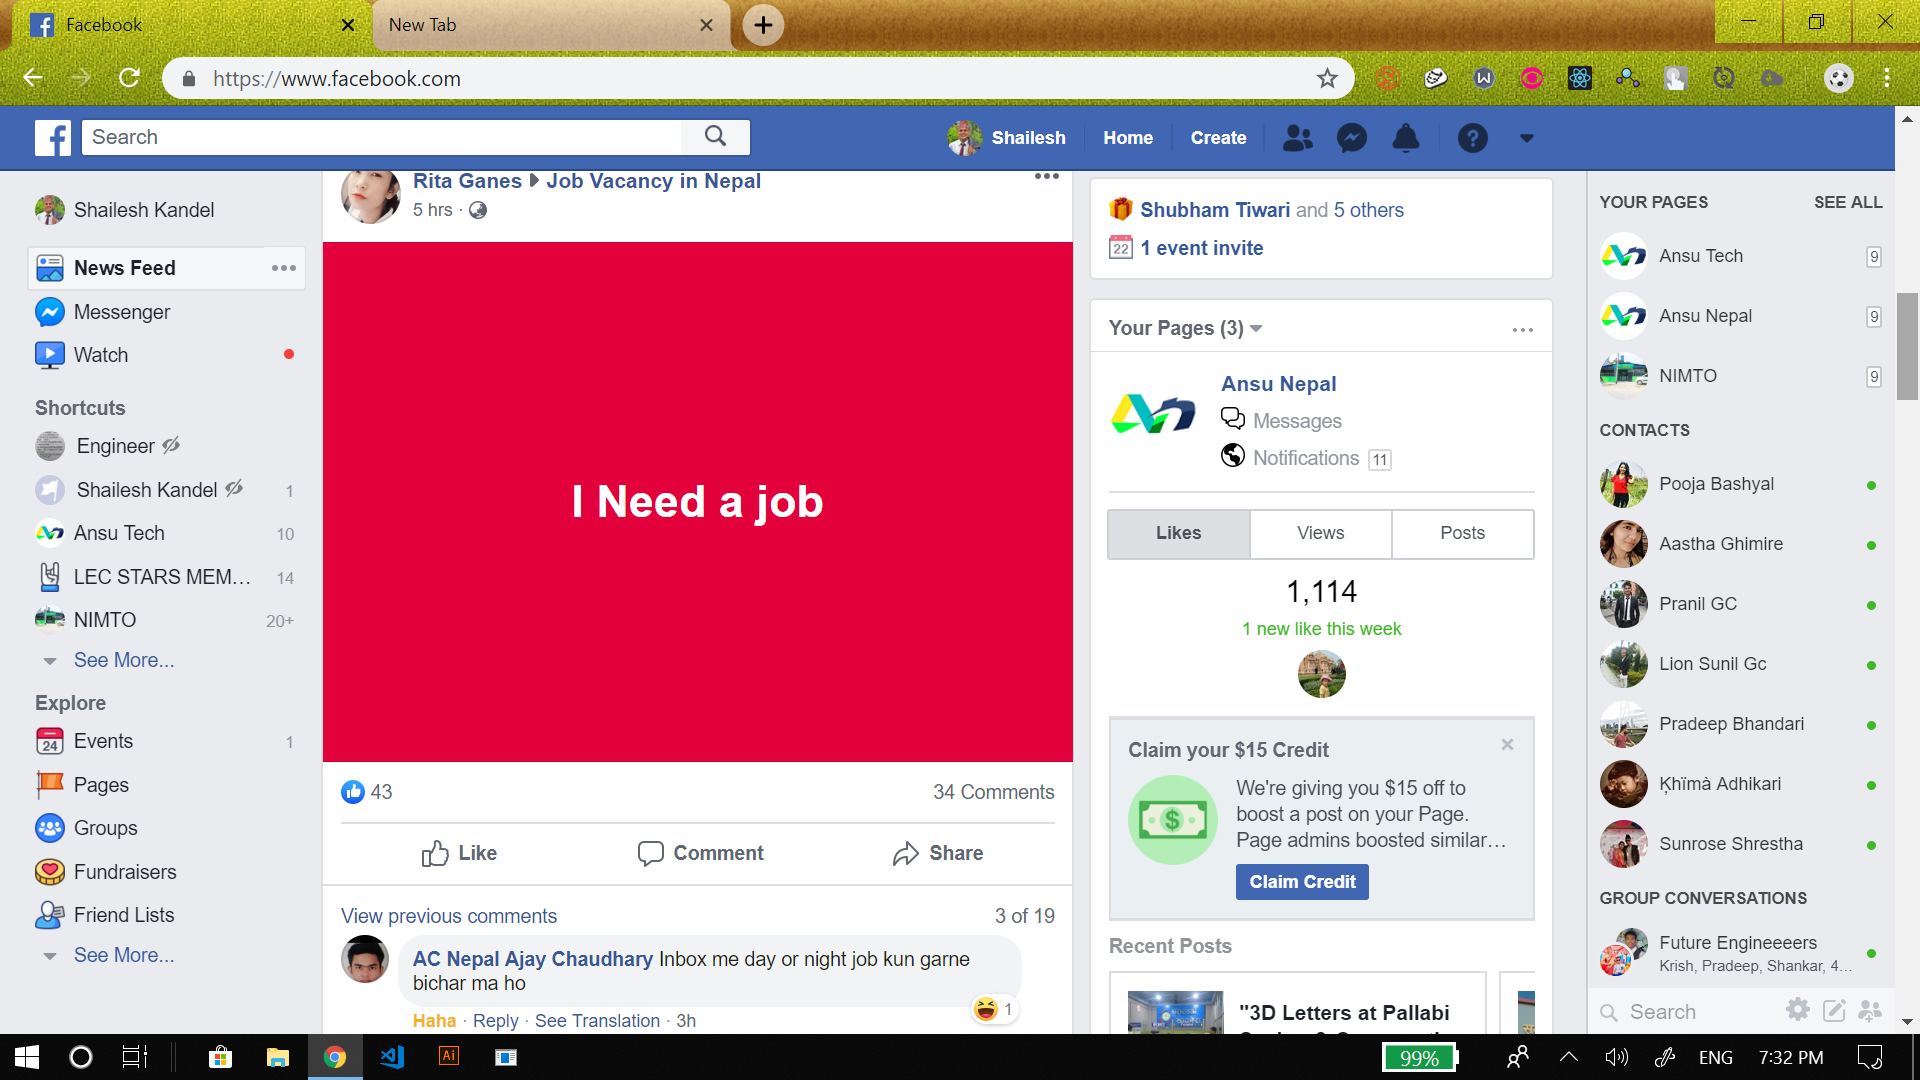 Facebook
New Tab
https://www.facebook.com
Search
Shailesh
Home
Create
Shailesh Kandel
News Feed
Messenger
Watch
Shortcuts
Engineer
Shailesh Kandel 1
Ansu Tech 10
LEC STARS MEM... 14
NIMTO 20+
See More...
Explore
24 Events 1
Pages
Groups
Fundraisers
Friend Lists
See More...
Rita Ganes Job Vacancy in Nepal
5 hrs ·
I Need a job
43
34 Comments
Like
Comment
Share
View previous comments
3 of 19
AC Nepal Ajay Chaudhary Inbox me day or night job kun garne
bichar ma ho
1
Haha · Reply · See Translation · 3h
Shubham Tiwari and 5 others
22 1 event invite
Your Pages (3)
Ansu Nepal
Messages
Notifications 11
Likes
Views
Posts
1,114
1 new like this week
Claim your $15 Credit
We're giving you $15 off to
boost a post on your Page.
Page admins boosted similar...
Claim Credit
Recent Posts
"3D Letters at Pallabi
YOUR PAGES
SEE ALL
Ansu Tech 9
Ansu Nepal 9
NIMTO 9
CONTACTS
Pooja Bashyal
Aastha Ghimire
Pranil GC
Lion Sunil Gc
Pradeep Bhandari
Ķhïmà Adhikari
Sunrose Shrestha
GROUP CONVERSATIONS
Future Engineeeers
Krish, Pradeep, Shankar, 4...
Search
Ai
99%
ENG
7:32 PM